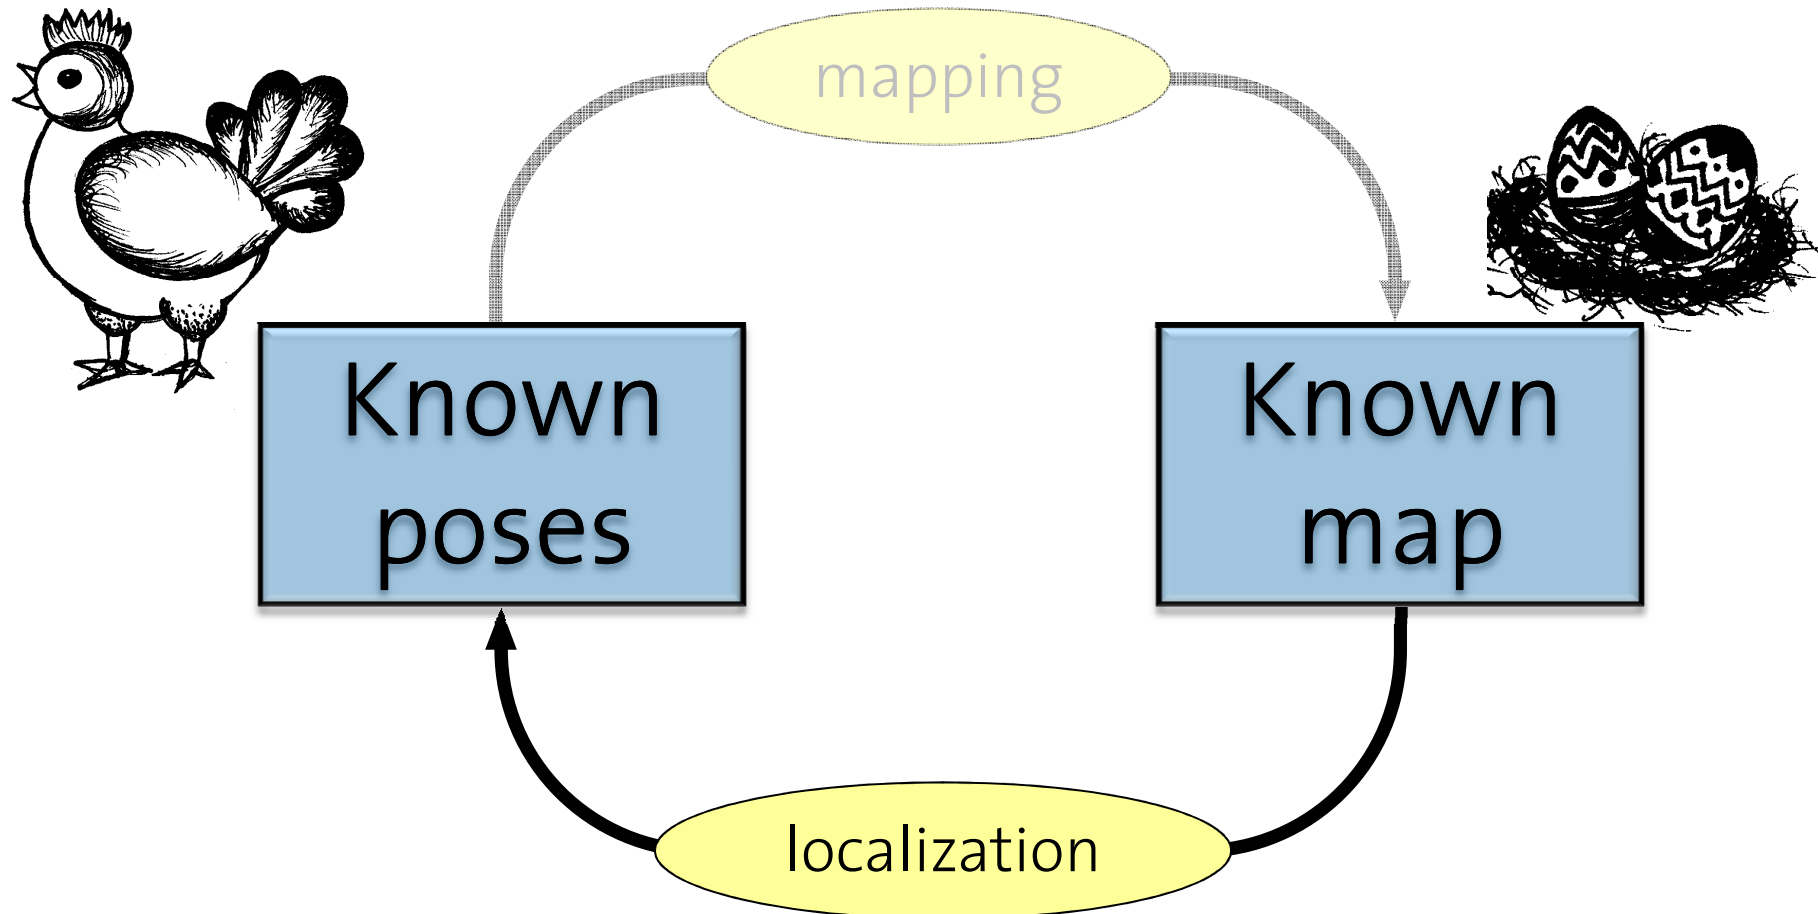 mapping
Known
poses
Known
map
localization